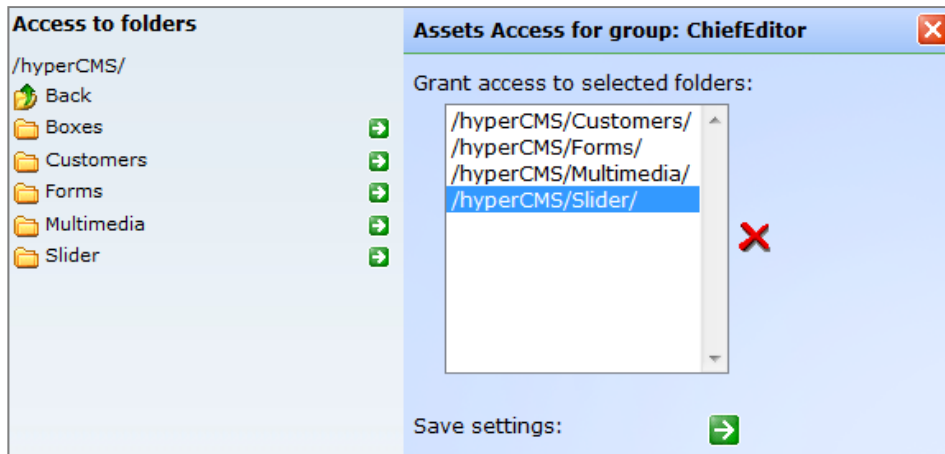 Access to folders
/hyperCMS/
Back
Boxes
Customers
Forms
Multimedia
Slider
Assets Access for group: ChiefEditor
Grant access to selected folders:
/hyperCMS/Customers/
/hyperCMS/Forms/
/hyperCMS/Multimedia/
/hyperCMS/Slider/
Save settings: